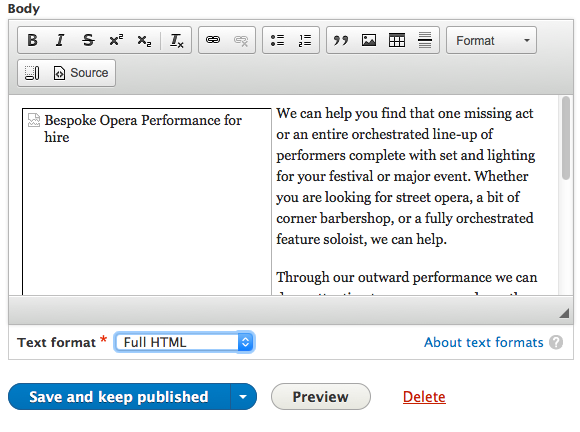 Body
B I S x² x₂ Tx Format
Source
Bespoke Opera Performance for
hire
We can help you find that one missing act
or an entire orchestrated line-up of
performers complete with set and lighting
for your festival or major event. Whether
you are looking for street opera, a bit of
corner barbershop, or a fully orchestrated
feature soloist, we can help.
Through our outward performance we can
Text format * Full HTML About text formats ?
Save and keep published Preview Delete